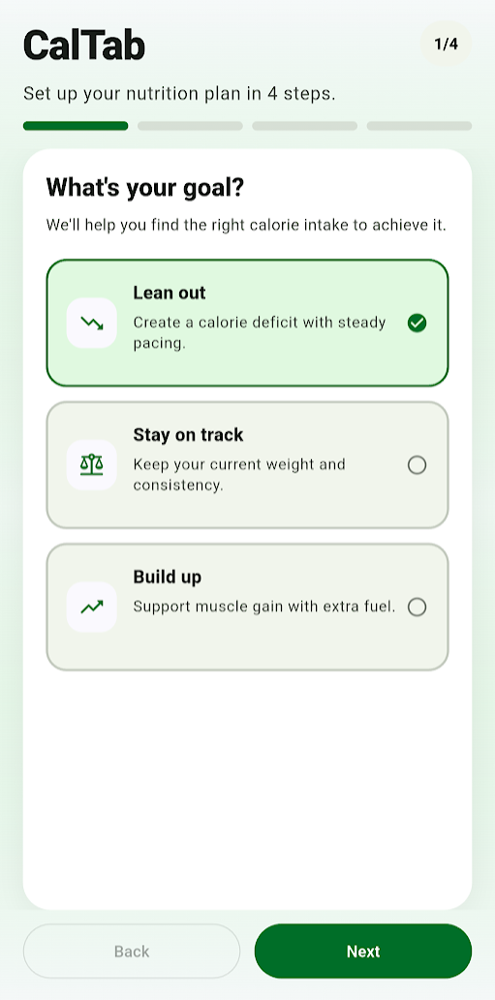 CalTab
1/4
Set up your nutrition plan in 4 steps.
What's your goal?
We'll help you find the right calorie intake to achieve it.
Lean out
Create a calorie deficit with steady
pacing.
Stay on track
Keep your current weight and
consistency.
Build up
Support muscle gain with extra fuel.
Back
Next